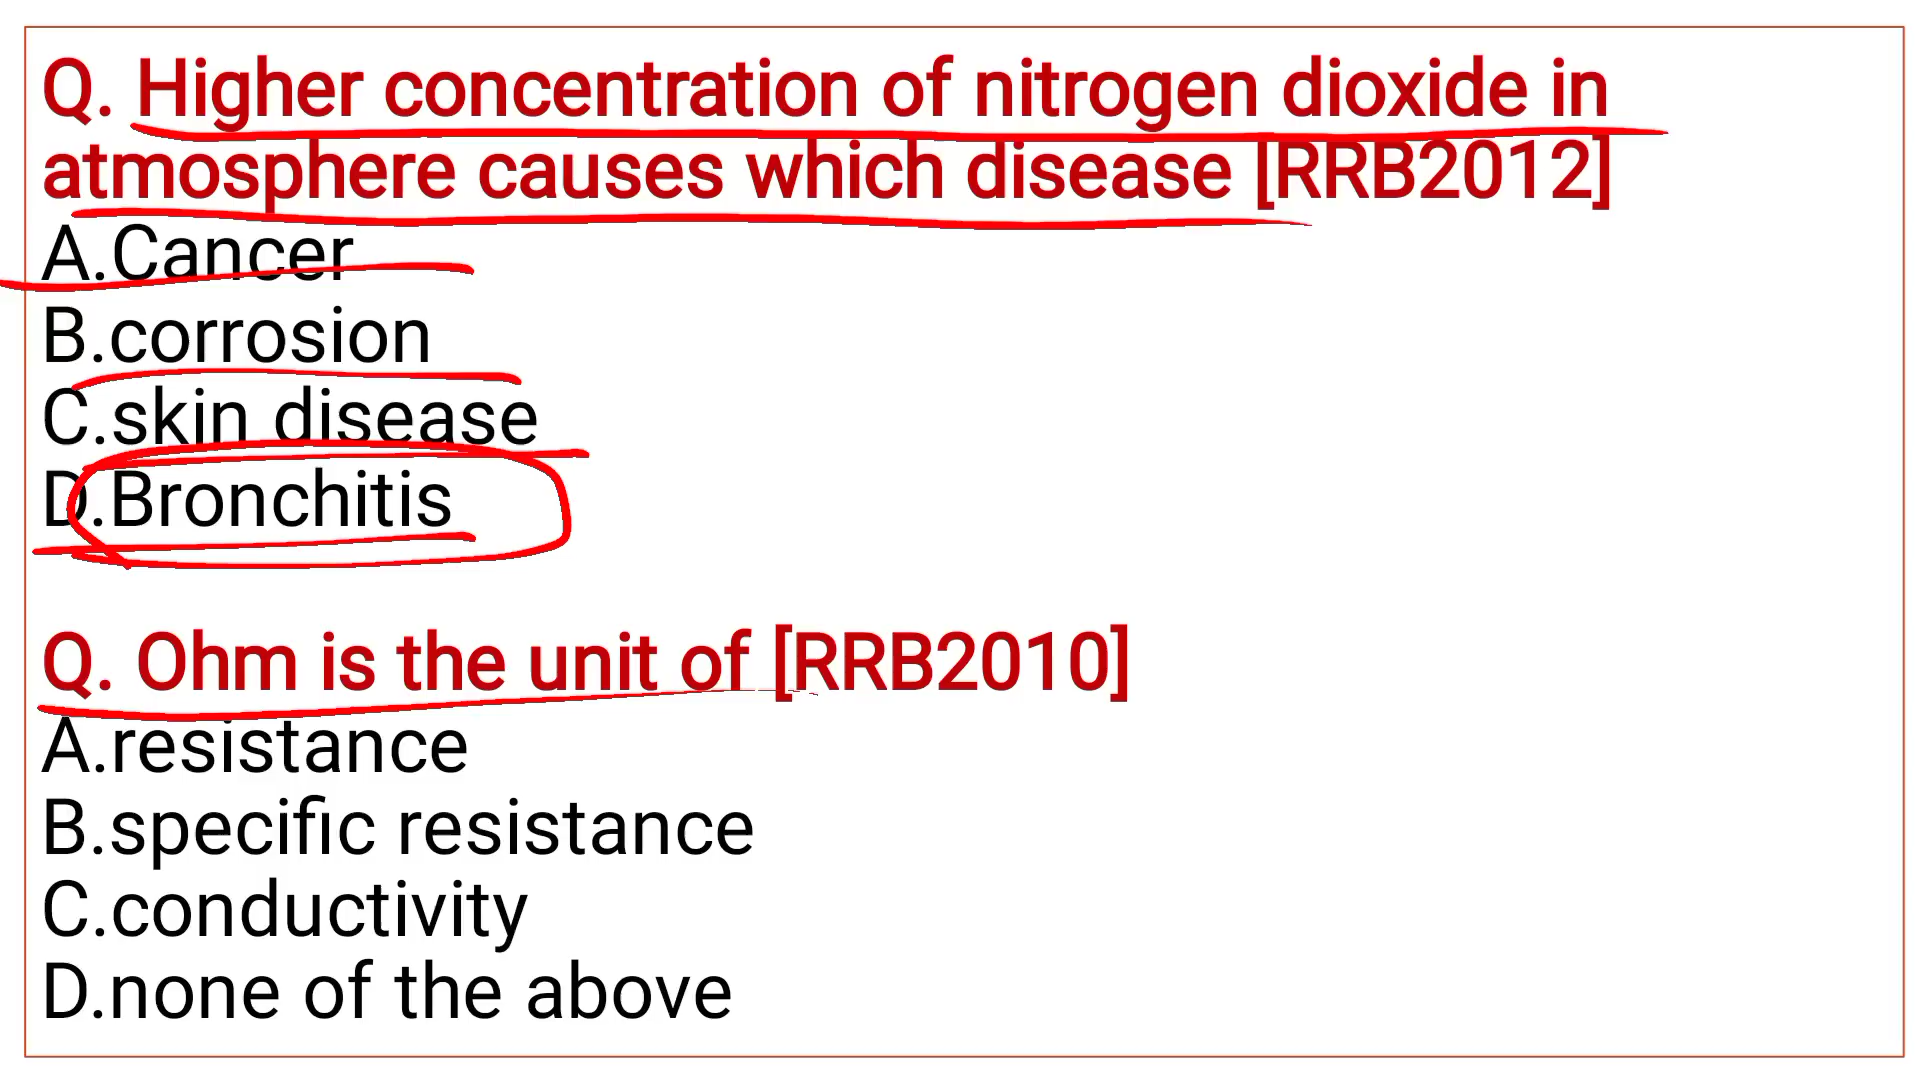 Q. Higher concentration of nitrogen dioxide in
atmosphere causes which disease [RRB2012]
A.Cancer
B.corrosion
C.skin disease
D.Bronchitis
Q. Ohm is the unit of [RRB2010]
A.resistance
B.specific resistance
C.conductivity
D.none of the above